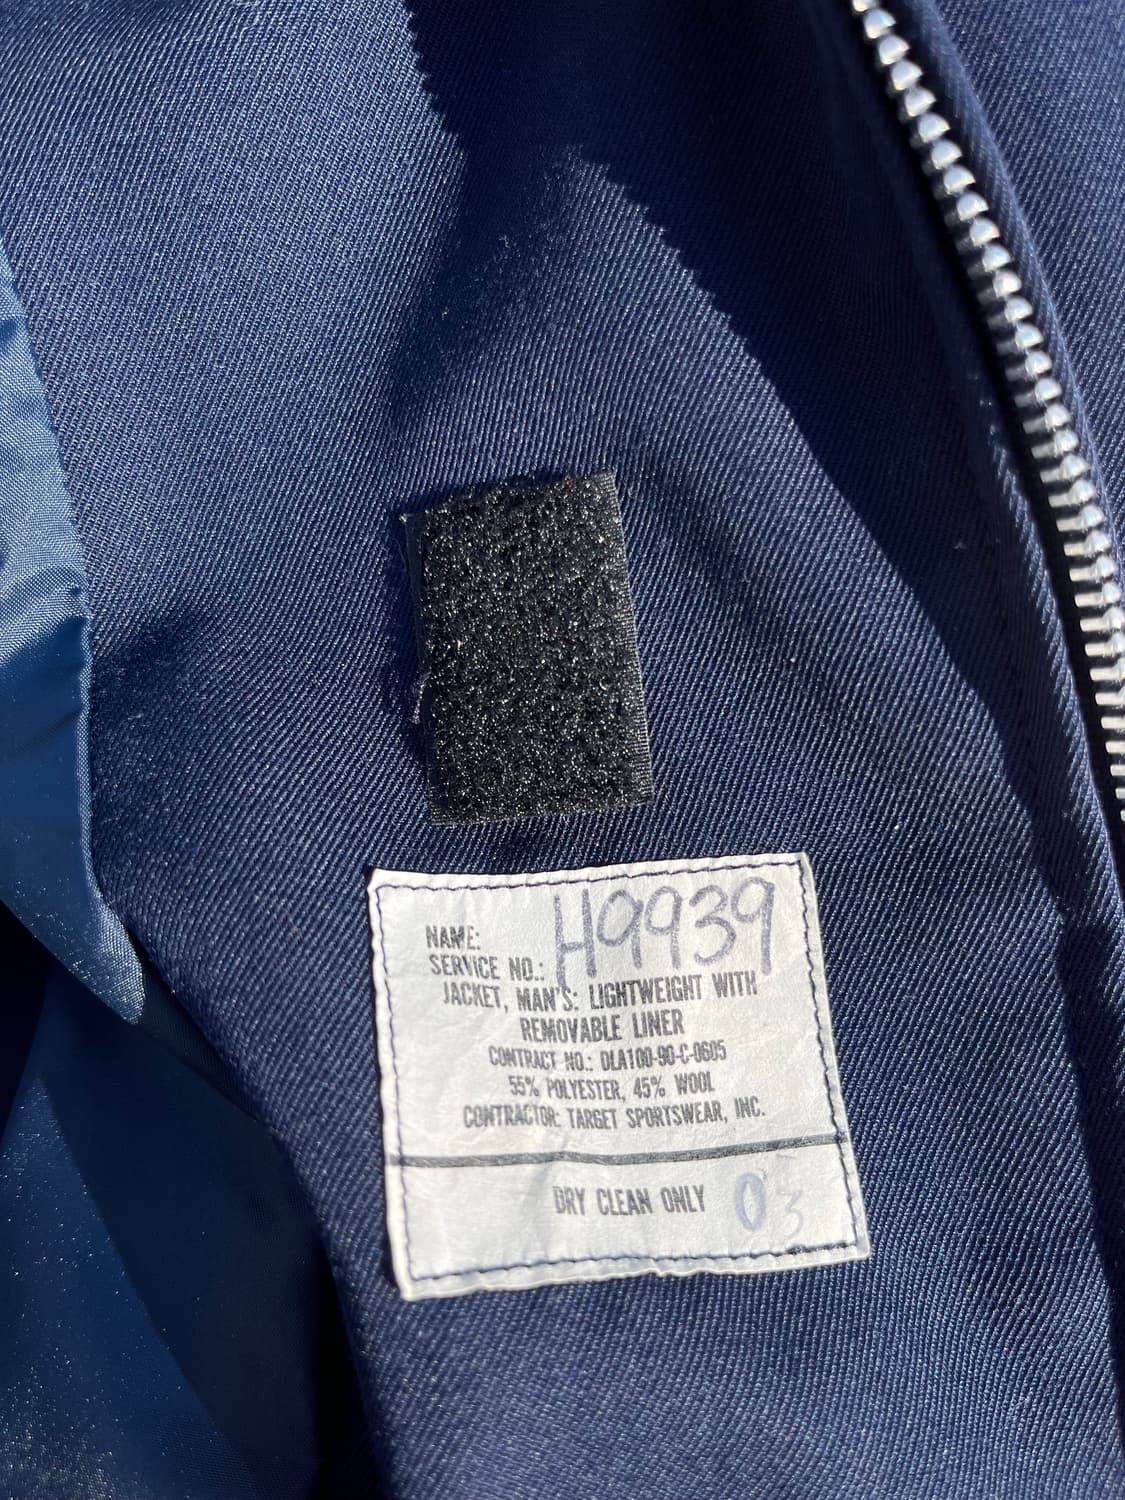 NAME: H9939
SERVICE NO.:
JACKET, MAN'S: LIGHTWEIGHT WITH
REMOVABLE LINER
CONTRACT NO.: DLA100-90-C-0605
55% POLYESTER, 45% WOOL
CONTRACTOR: TARGET SPORTSWEAR, INC.
DRY CLEAN ONLY 03